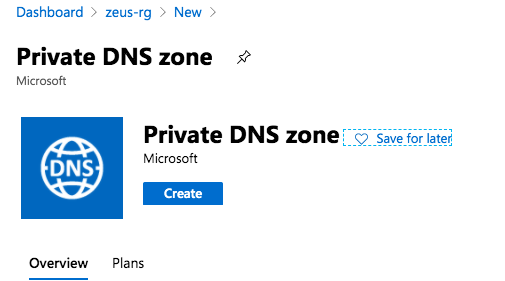 Dashboard > zeus-rg > New >
Private DNS zone
Microsoft
DNS
Private DNS zone
Save for later
Microsoft
Create
Overview Plans